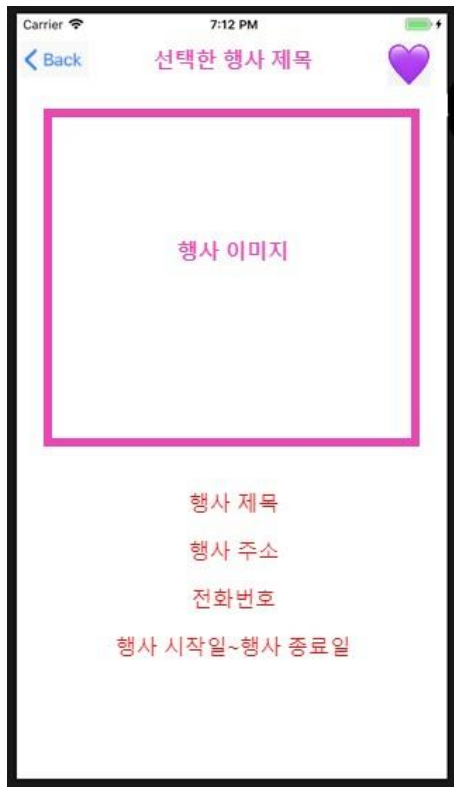 Carrier
7:12 PM
Back
선택한 행사 제목
행사 이미지
행사 제목
행사 주소
전화번호
행사 시작일~행사 종료일